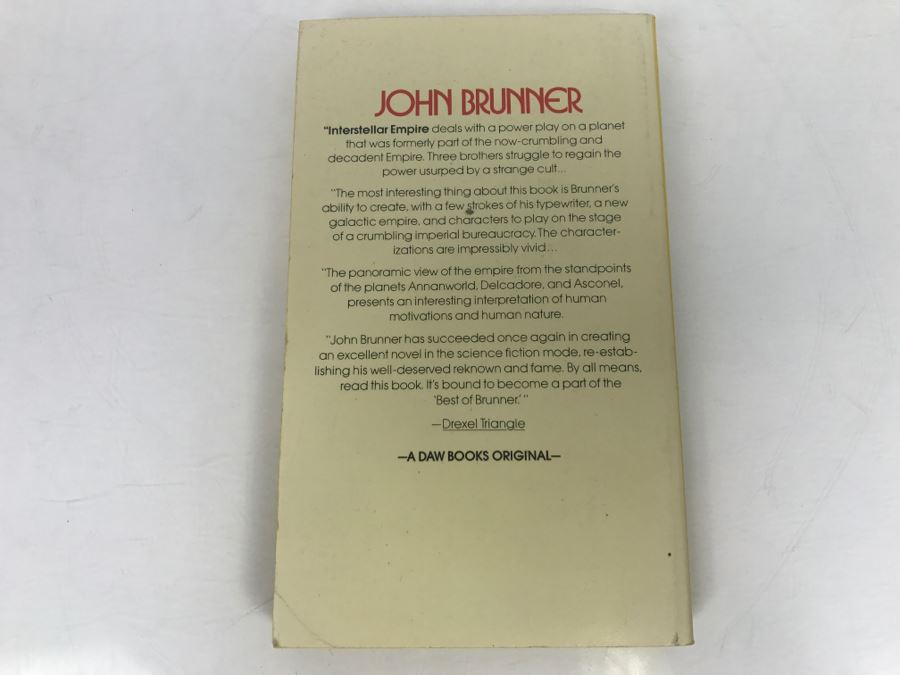 JOHN BRUNNER
"Interstellar Empire deals with a power play on a planet
that was formerly part of the now-crumbling and
decadent Empire. Three brothers struggle to regain the
power usurped by a strange cult...
"The most interesting thing about this book is Brunner's
ability to create, with a few strokes of his typewriter, a new
galactic empire, and characters to play on the stage
of a crumbling imperial bureaucracy. The character-
izations are impressibly vivid...
"The panoramic view of the empire from the standpoints
of the planets Annanworld, Delcadore, and Asconel,
presents an interesting interpretation of human
motivations and human nature.
"John Brunner has succeeded once again in creating
an excellent novel in the science fiction mode, re-estab-
lishing his well-deserved reknown and fame. By all means,
read this book. It's bound to become a part of the
'Best of Brunner.' "
—Drexel Triangle
—A DAW BOOKS ORIGINAL—